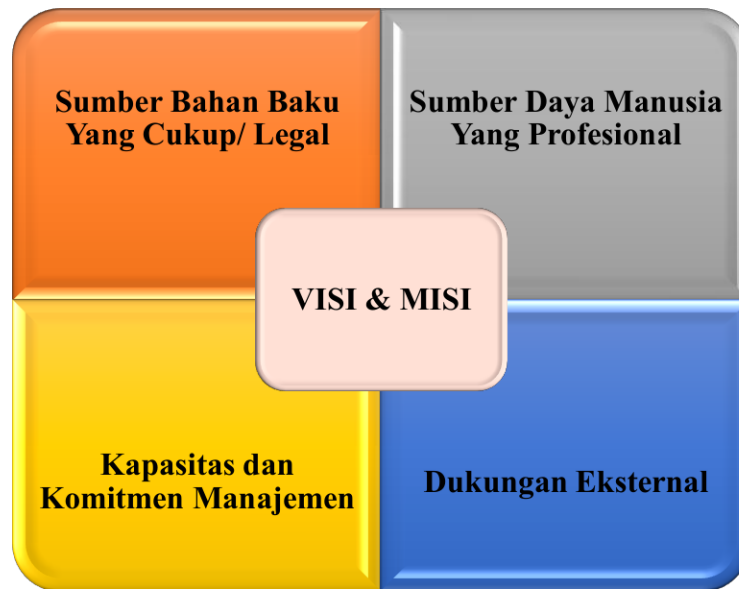 Sumber Bahan Baku
Yang Cukup/ Legal
Sumber Daya Manusia
Yang Profesional
VISI & MISI
Kapasitas dan
Komitmen Manajemen
Dukungan Eksternal